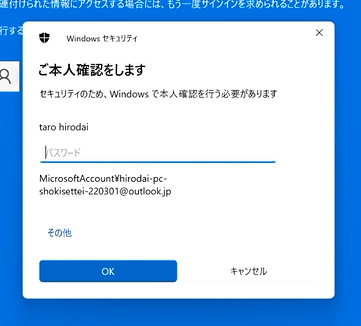 連付けられた情報にアクセスする場合には、もう一度サインインを求められることがあります。
行する
Windows セキュリティ
ご本人確認をします
セキュリティのため、Windows で本人確認を行う必要があります
taro hirodai
パスワード
MicrosoftAccount¥hirodai-pc-
shokisettei-220301@outlook.jp
その他
OK
キャンセル